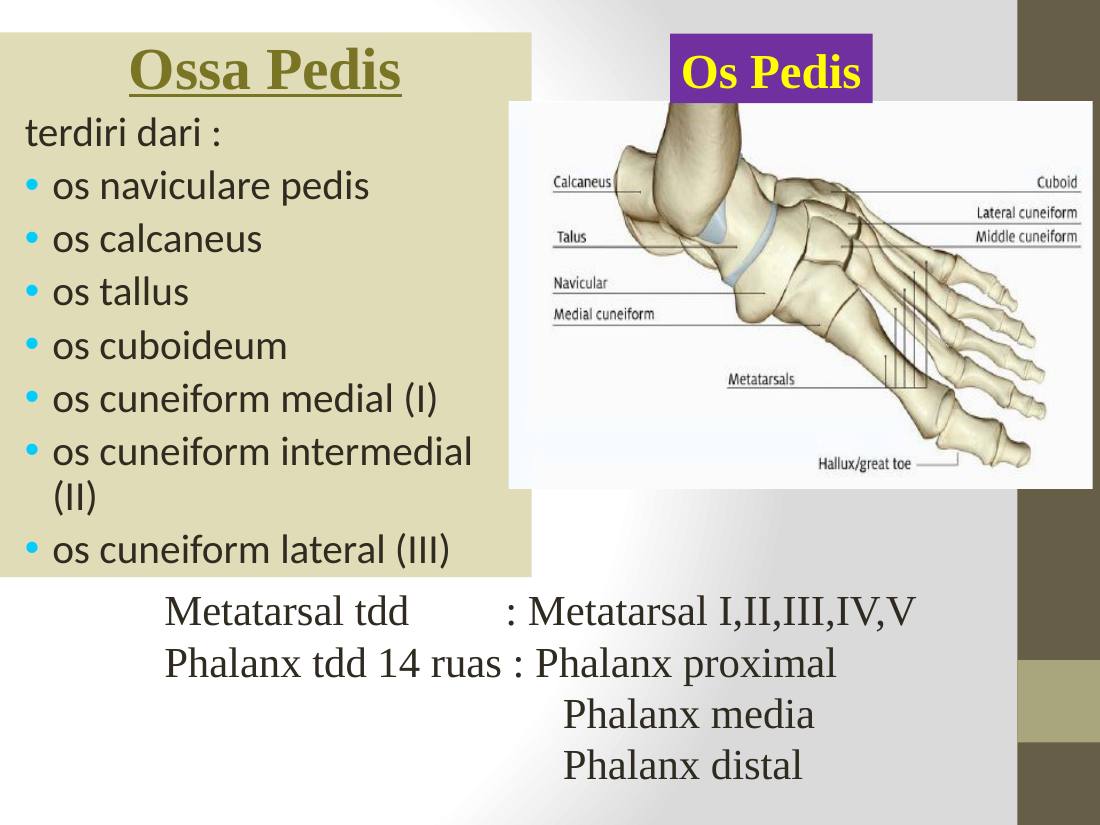 Ossa Pedis
terdiri dari :
• os naviculare pedis
• os calcaneus
• os tallus
• os cuboideum
• os cuneiform medial (I)
• os cuneiform intermedial
(II)
• os cuneiform lateral (III)
Os Pedis
Calcaneus
Talus
Navicular
Medial cuneiform
Metatarsals
Hallux/great toe
Cuboid
Lateral cuneiform
Middle cuneiform
Metatarsal tdd : Metatarsal I,II,III,IV,V
Phalanx tdd 14 ruas : Phalanx proximal
Phalanx media
Phalanx distal